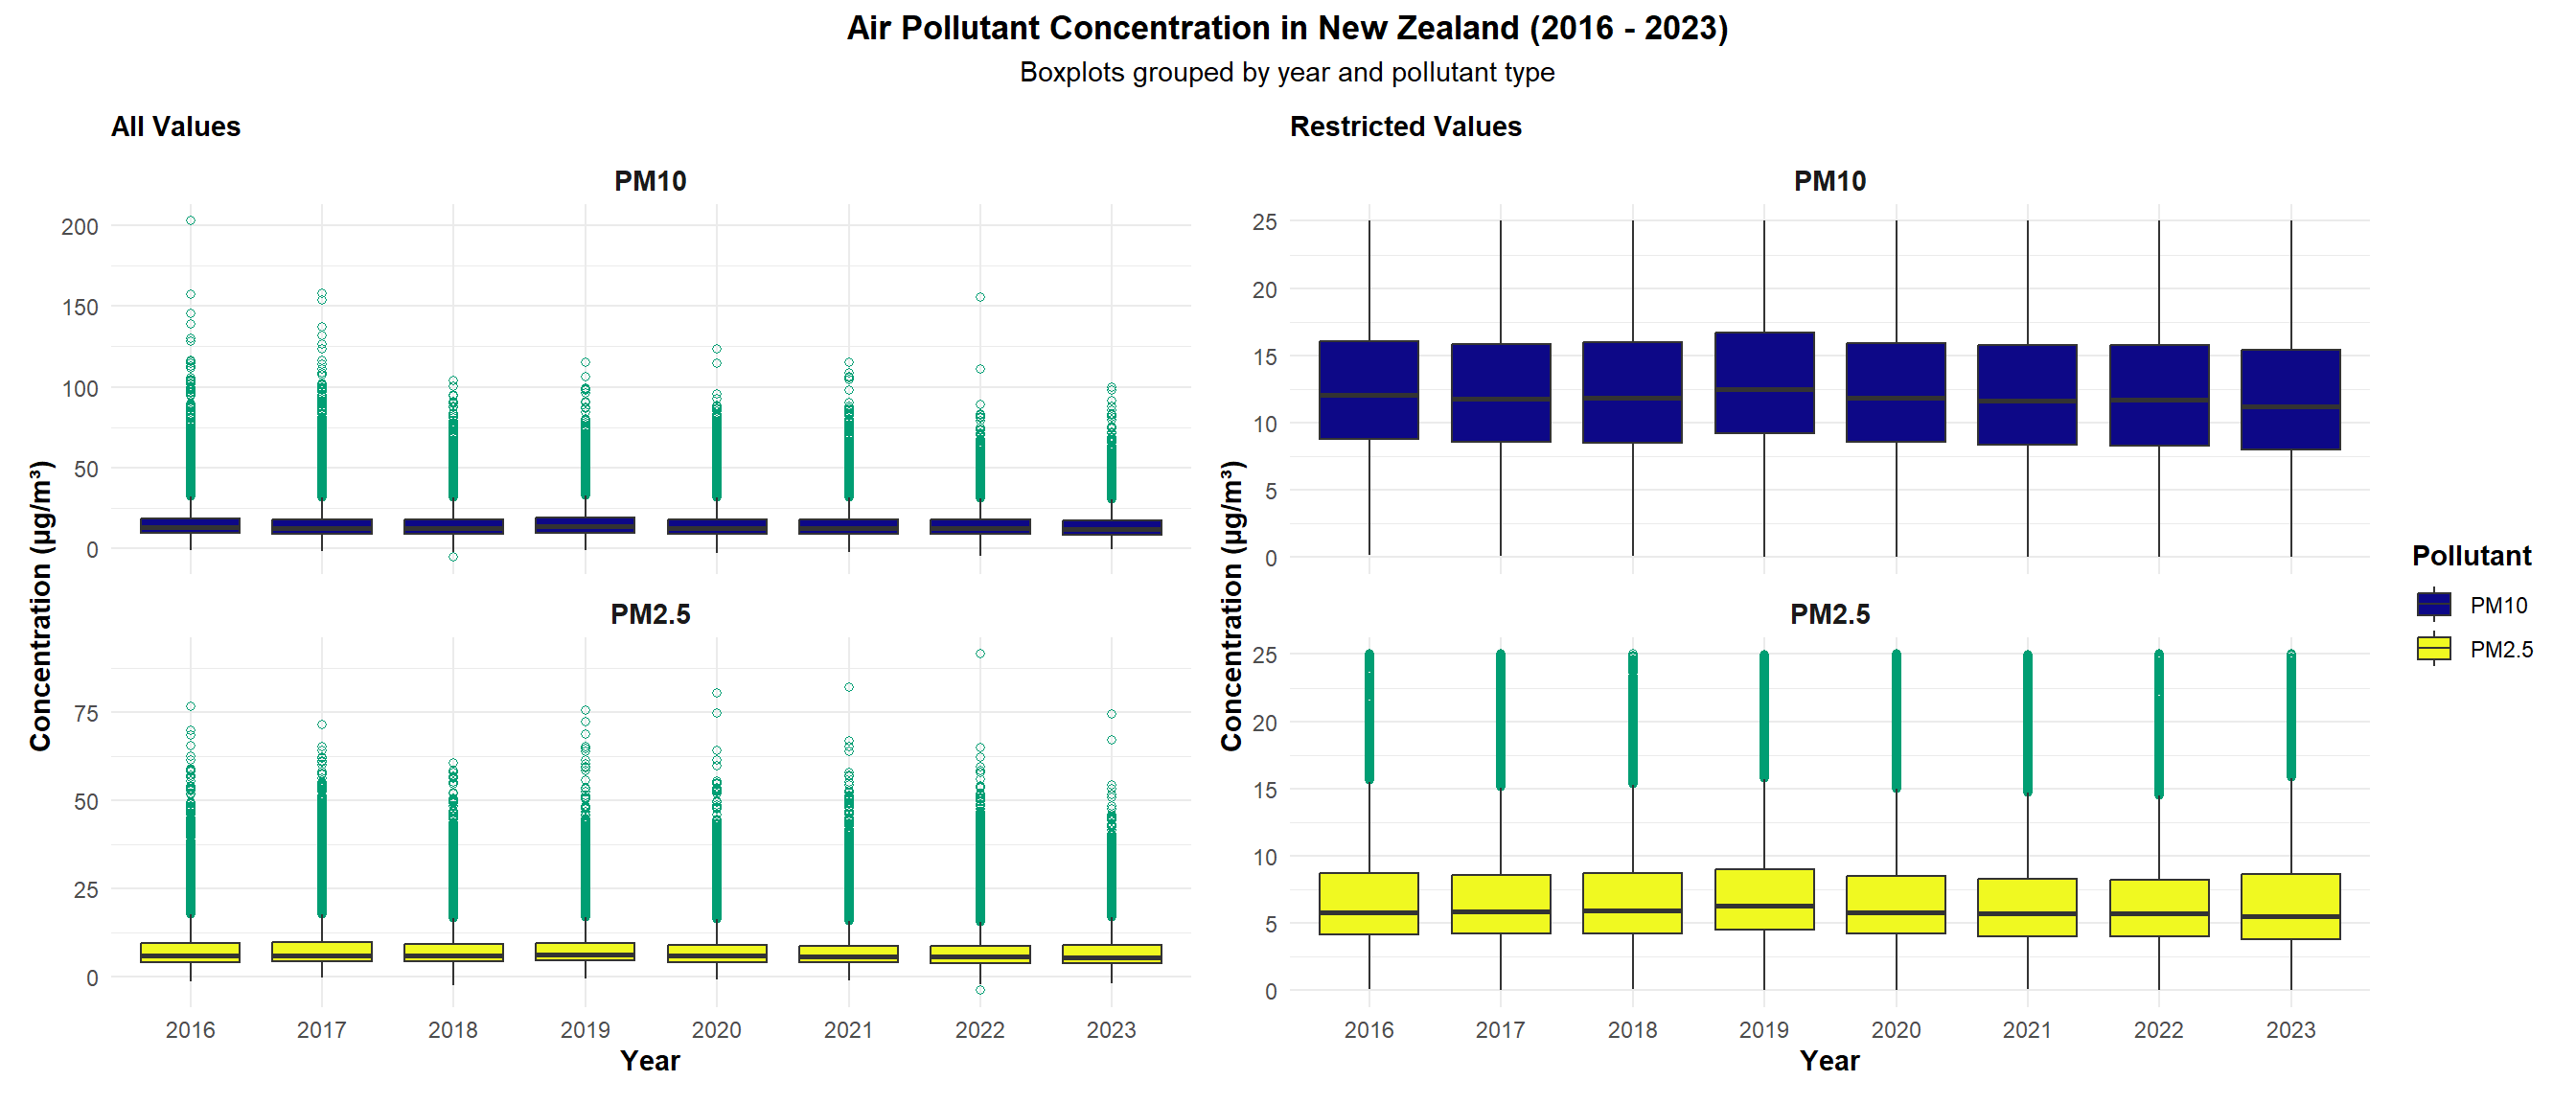 Air Pollutant Concentration in New Zealand (2016 - 2023)
Boxplots grouped by year and pollutant type
All Values
PM10
200
150
100
50
0
PM2.5
75
50
25
0
Concentration (µg/m³)
2016 2017 2018 2019 2020 2021 2022 2023
Year
Restricted Values
PM10
25
20
15
10
5
0
PM2.5
25
20
15
10
5
0
Concentration (µg/m³)
2016 2017 2018 2019 2020 2021 2022 2023
Year
Pollutant
PM10
PM2.5